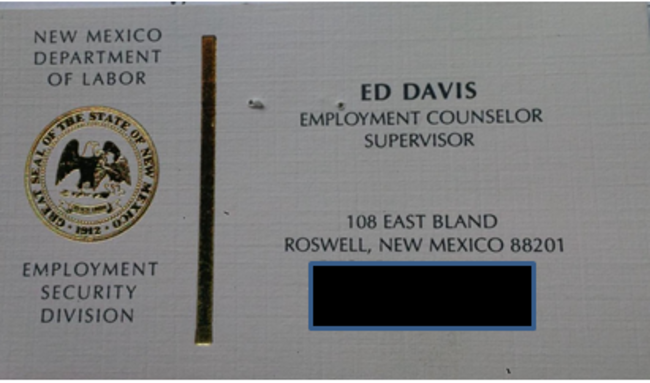 NEW MEXICO
DEPARTMENT
OF LABOR
GREAT SEAL OF THE STATE OF NEW MEXICO
• 1912 •
EMPLOYMENT
SECURITY
DIVISION
ED DAVIS
EMPLOYMENT COUNSELOR
SUPERVISOR
108 EAST BLAND
ROSWELL, NEW MEXICO 88201